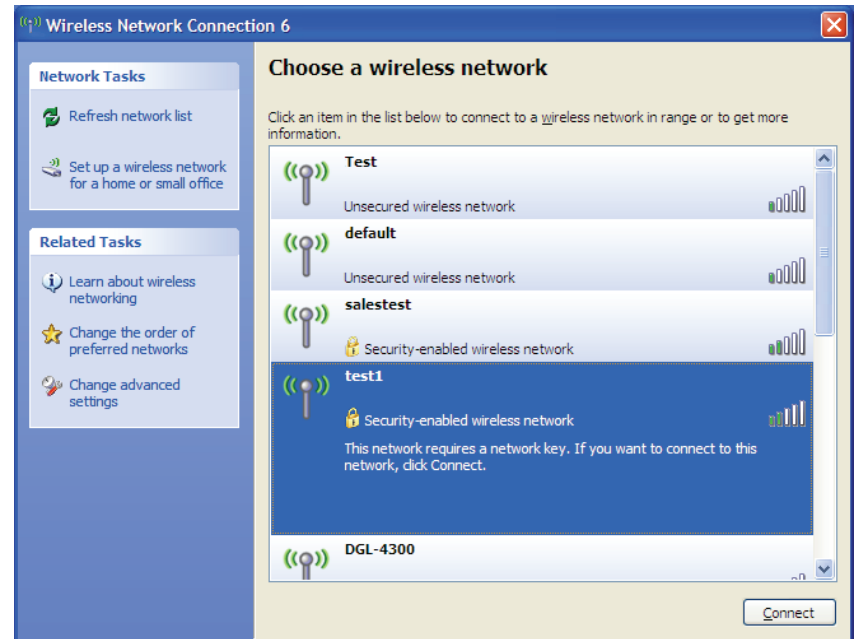 Wireless Network Connection 6
Network Tasks
Refresh network list
Set up a wireless network
for a home or small office
Related Tasks
Learn about wireless
networking
Change the order of
preferred networks
Change advanced
settings
Choose a wireless network
Click an item in the list below to connect to a wireless network in range or to get more
information.
Test
Unsecured wireless network
default
Unsecured wireless network
salestest
Security-enabled wireless network
test1
Security-enabled wireless network
This network requires a network key. If you want to connect to this
network, click Connect.
DGL-4300
Connect